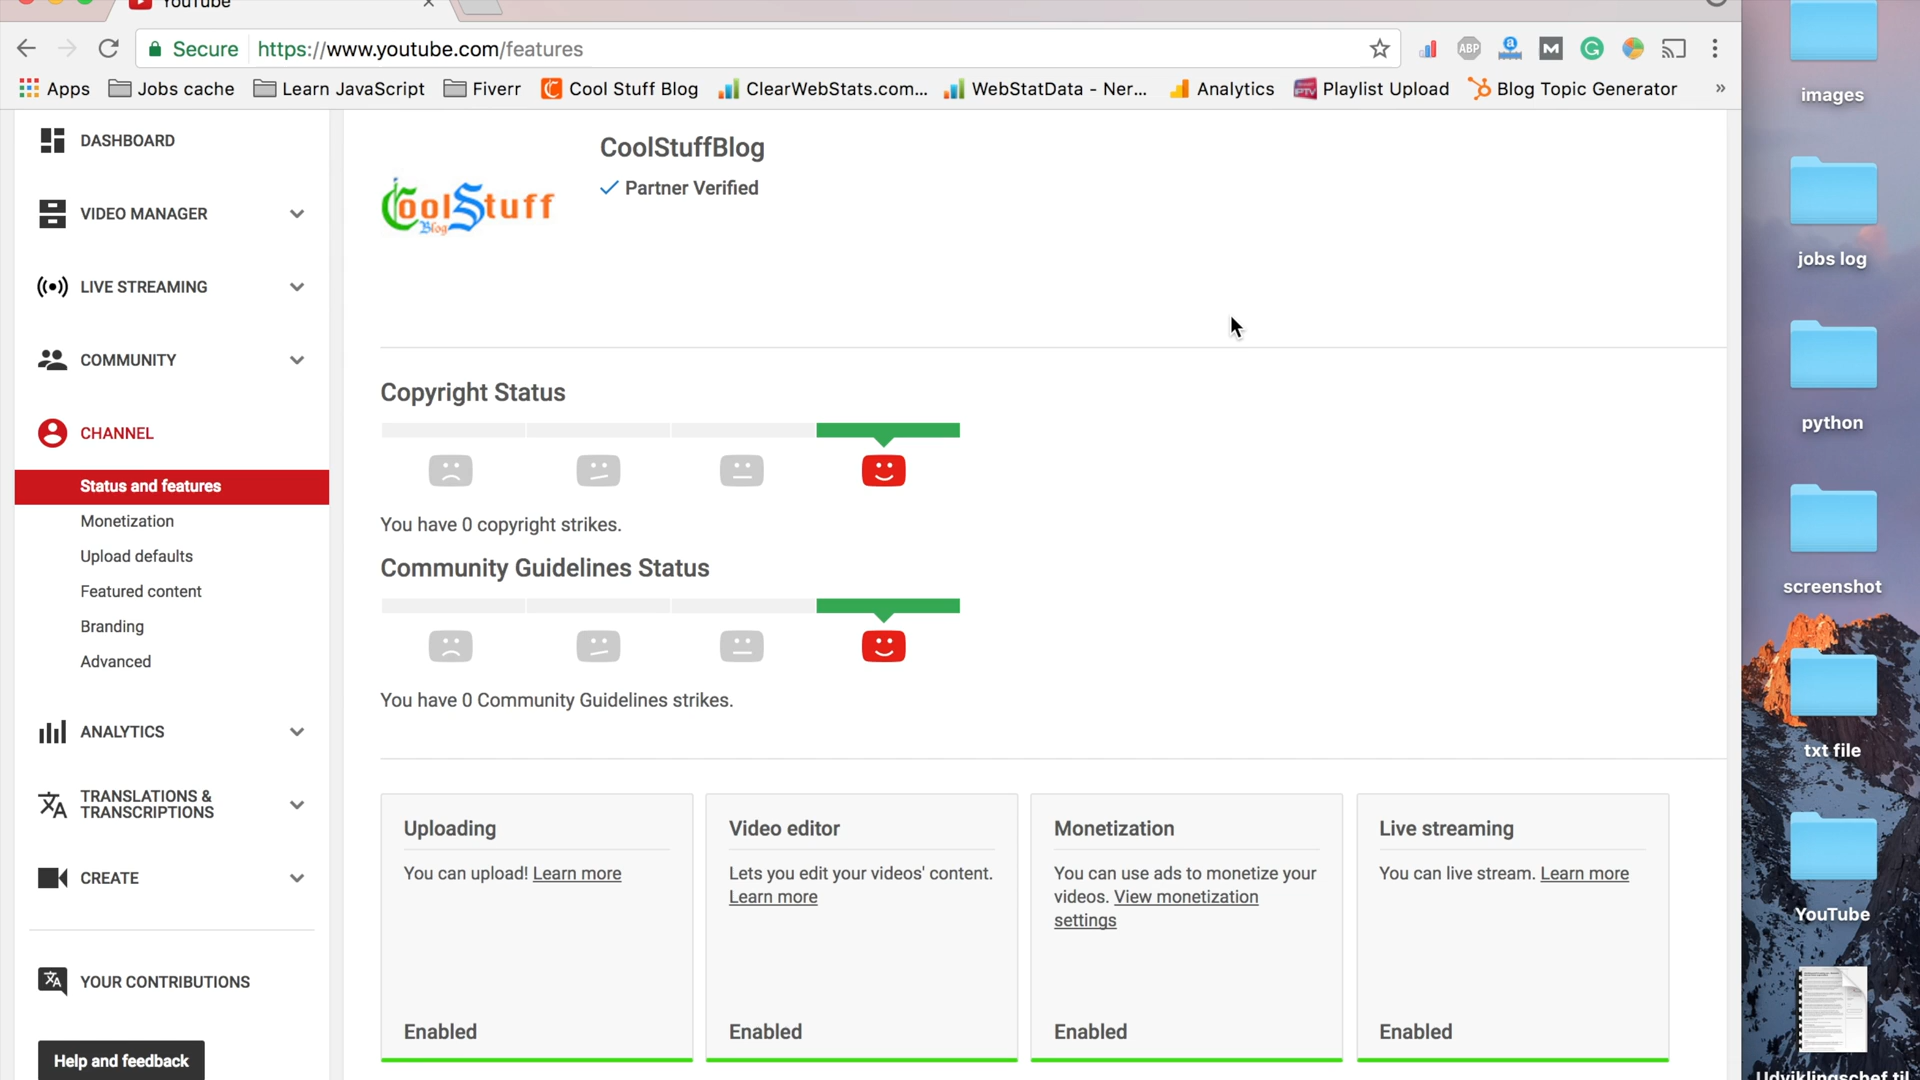 YouTube
Secure https://www.youtube.com/features
ABP
a
M
G
Apps Jobs cache Learn JavaScript Fiverr Cool Stuff Blog ClearWebStats.com... WebStatData - Ner... Analytics IPTV Playlist Upload Blog Topic Generator »
DASHBOARD
VIDEO MANAGER
LIVE STREAMING
COMMUNITY
CHANNEL
Status and features
Monetization
Upload defaults
Featured content
Branding
Advanced
ANALYTICS
TRANSLATIONS &
TRANSCRIPTIONS
CREATE
YOUR CONTRIBUTIONS
Help and feedback
CoolStuff
Blog
CoolStuffBlog
Partner Verified
Copyright Status
You have 0 copyright strikes.
Community Guidelines Status
You have 0 Community Guidelines strikes.
Uploading
You can upload! Learn more
Enabled
Video editor
Lets you edit your videos' content.
Learn more
Enabled
Monetization
You can use ads to monetize your
videos. View monetization
settings
Enabled
Live streaming
You can live stream. Learn more
Enabled
images
jobs log
python
screenshot
txt file
YouTube
Udviklingschef til